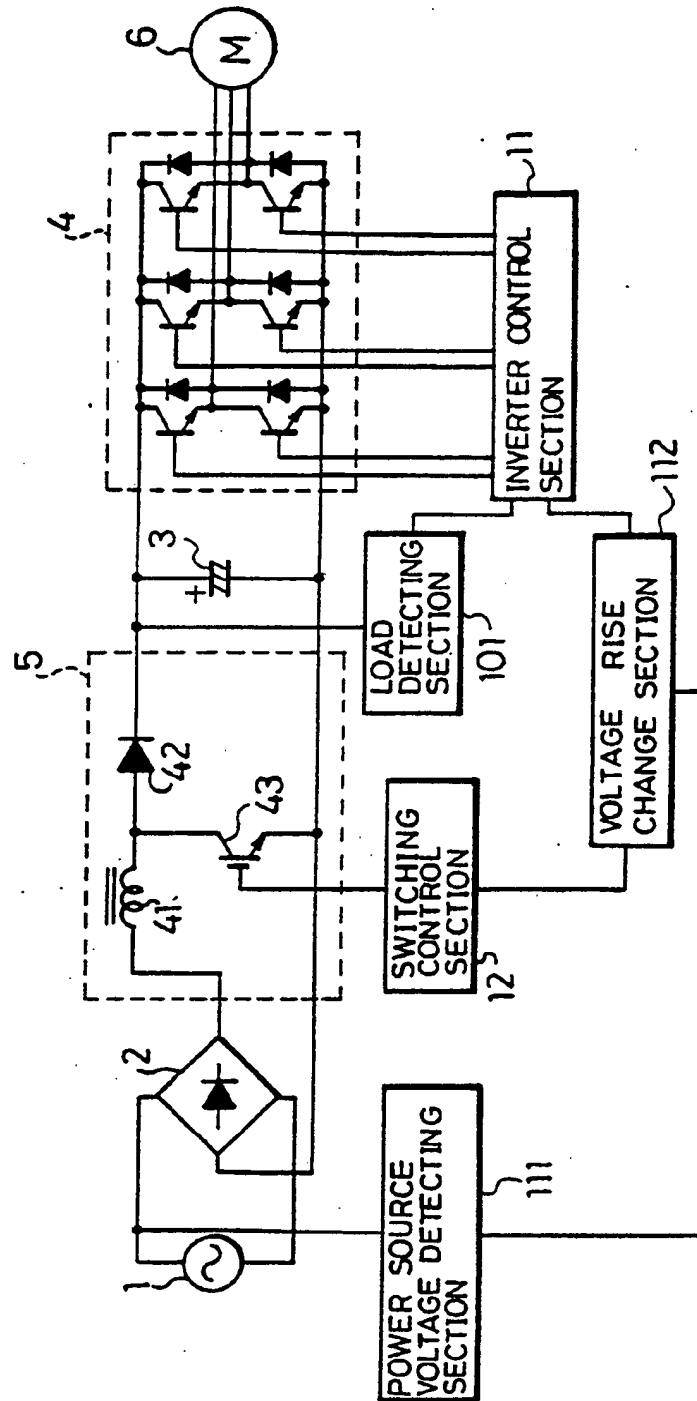 1
2
5
41
42
43
3
+
4
6
M
POWER SOURCE
VOLTAGE DETECTING
SECTION
111
SWITCHING
CONTROL
SECTION
12
LOAD
DETECTING
SECTION
101
INVERTER CONTROL
SECTION
11
VOLTAGE RISE
CHANGE SECTION
112